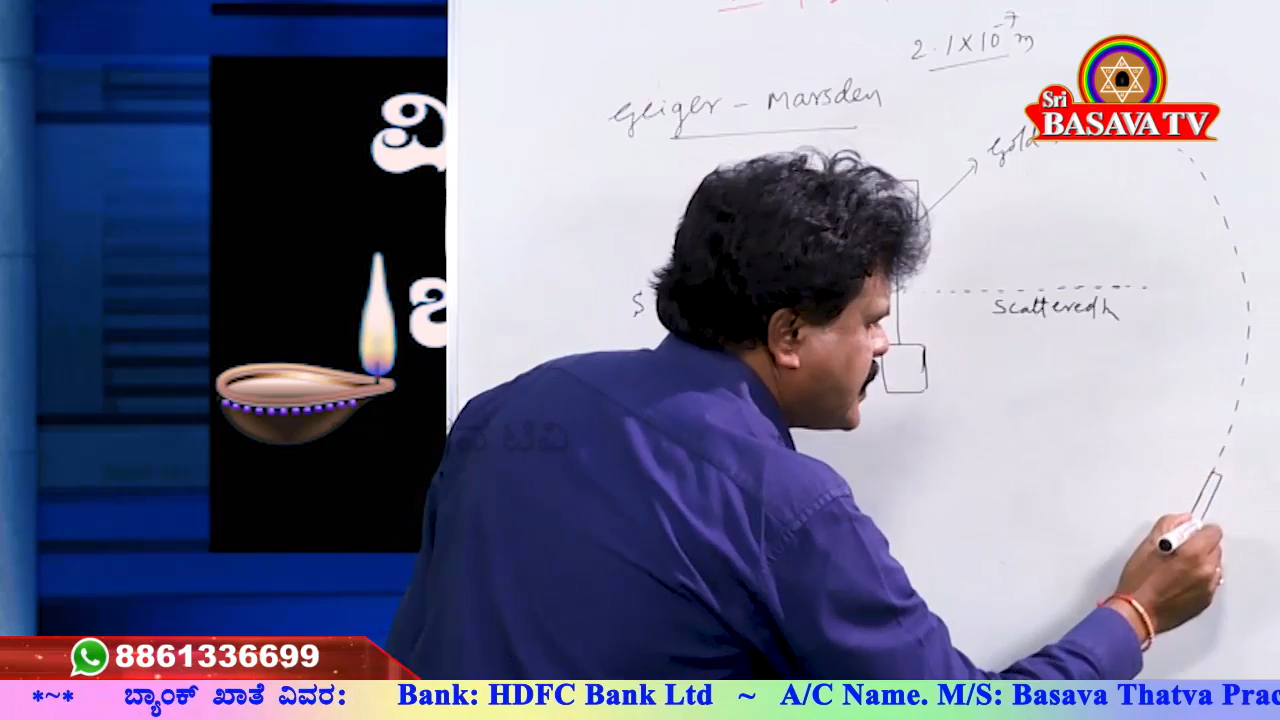 2.1×10⁻⁷m
Geiger - Marsden
Sri
BASAVA TV
Gold
ವಿ
S
scattered
8861336699
*~* ಬ್ಯಾಂಕ್ ಖಾತೆ ವಿವರ: Bank: HDFC Bank Ltd ~ A/C Name. M/S: Basava Thatva Prac